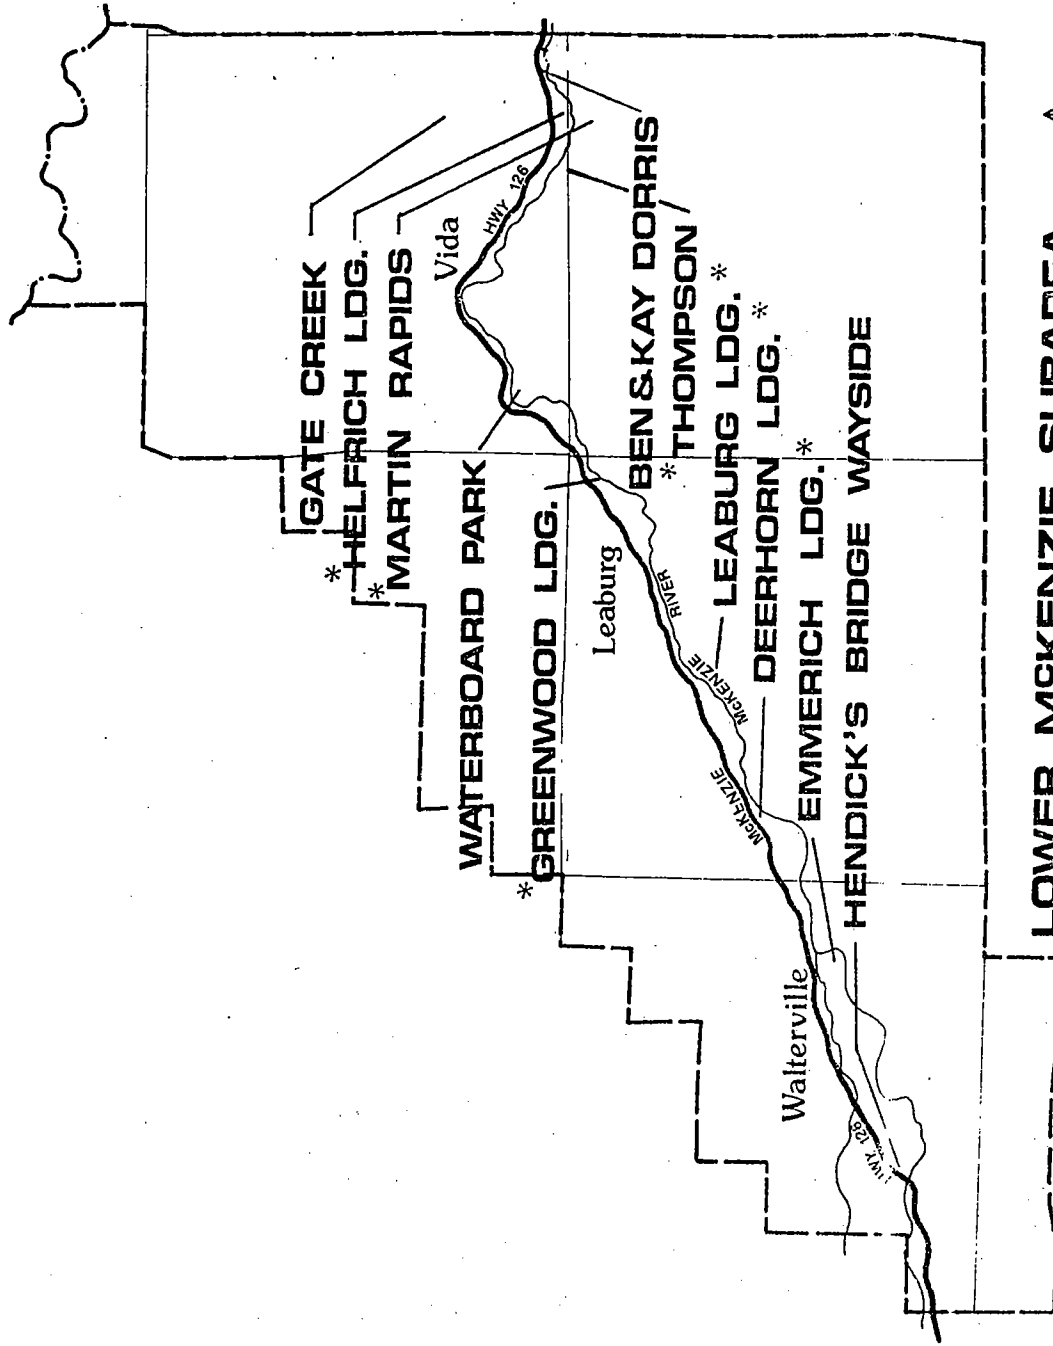 GATE CREEK
*HELFRICH LDG.
*MARTIN RAPIDS
Vida
HWY 126
WATERBOARD PARK
*GREENWOOD LDG.
Leaburg
BEN & KAY DORRIS
*THOMPSON
LEABURG LDG.*
DEERHORN LDG.*
EMMERICH LDG.*
HENDICK'S BRIDGE WAYSIDE
McKENZIE RIVER
McKENZIE
Walterville
HWY 126
LOWER MCKENZIE SUBAREA